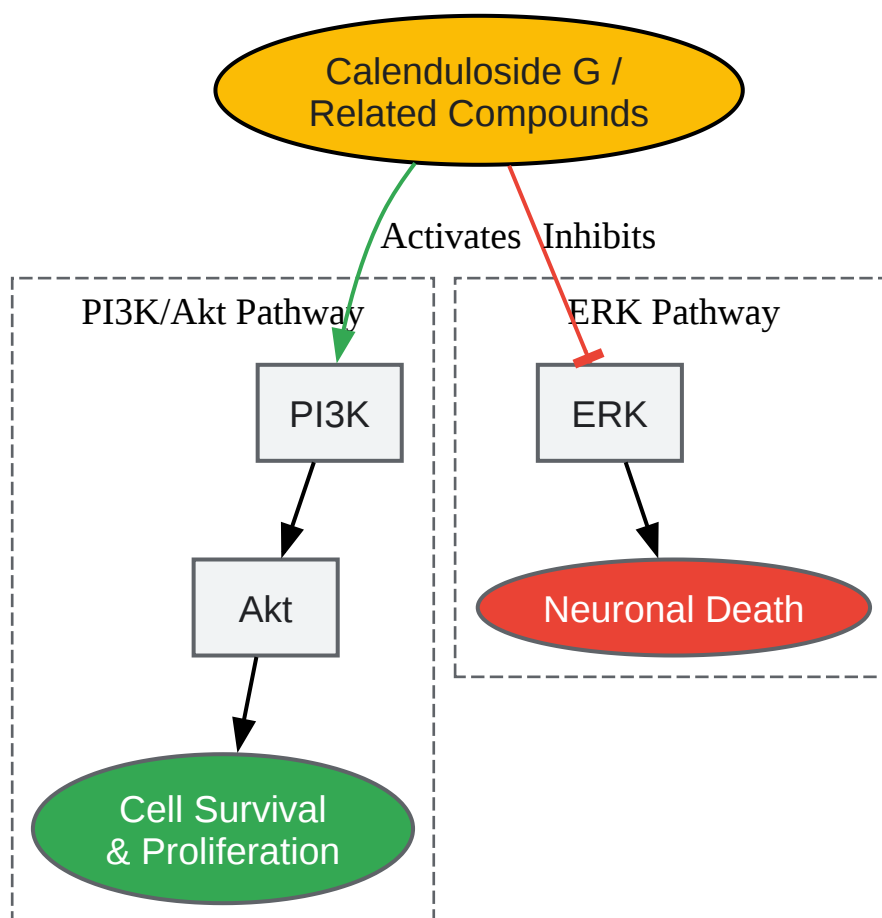 Calenduloside G /
Related Compounds
Activates
Inhibits
PI3K/Akt Pathway
ERK Pathway
PI3K
ERK
Akt
Neuronal Death
Cell Survival
& Proliferation